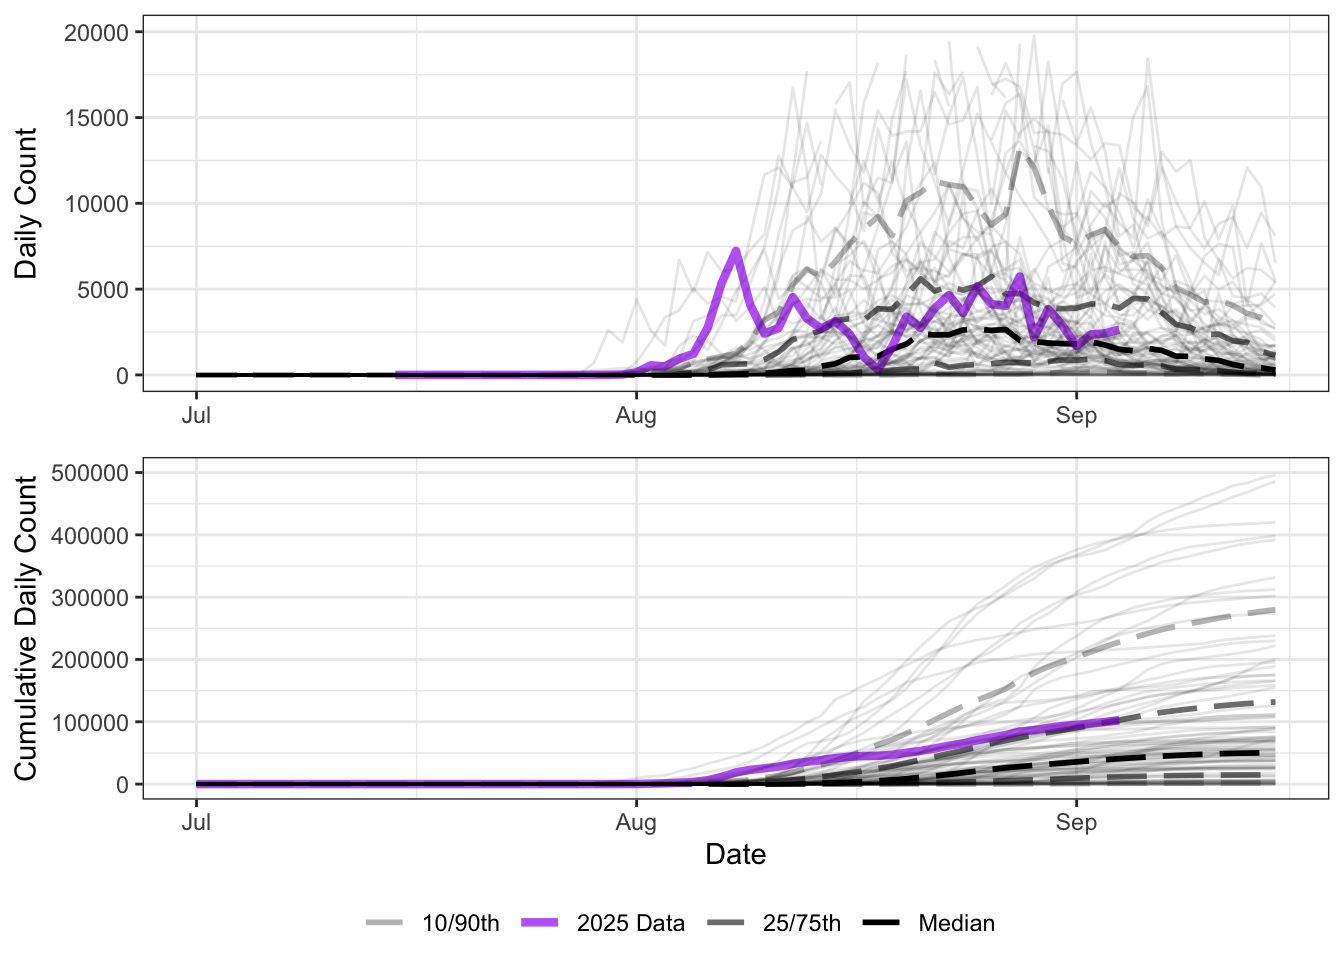 Daily Count
20000
15000
10000
5000
0
Jul Aug Sep
Cumulative Daily Count
500000
400000
300000
200000
100000
0
Jul Aug Sep
Date
10/90th 2025 Data 25/75th Median